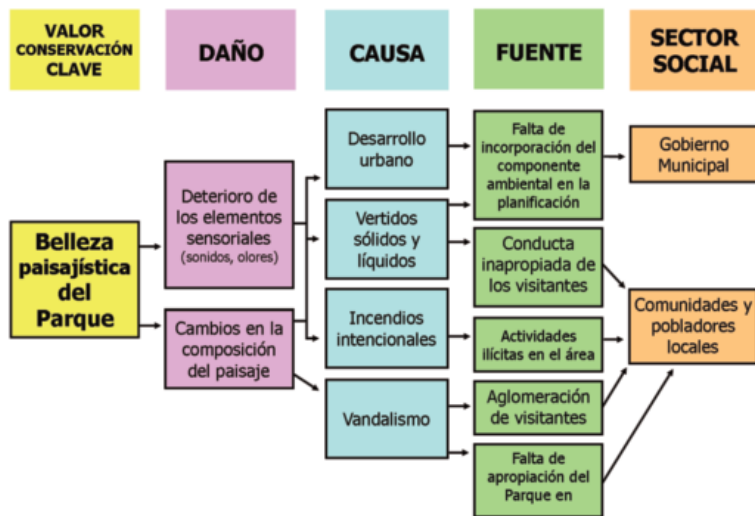 VALOR
CONSERVACIÓN
CLAVE
DAÑO
CAUSA
FUENTE
SECTOR
SOCIAL
Belleza
paisajística
del
Parque
Deterioro de
los elementos
sensoriales
(sonidos, olores)
Cambios en la
composición
del paisaje
Desarrollo
urbano
Vertidos
sólidos y
líquidos
Incendios
intencionales
Vandalismo
Falta de
incorporación del
componente
ambiental en la
planificación
Conducta
inapropiada de
los visitantes
Actividades
ilícitas en el área
Aglomeración
de visitantes
Falta de
apropiación del
Parque en
Gobierno
Municipal
Comunidades y
pobladores
locales